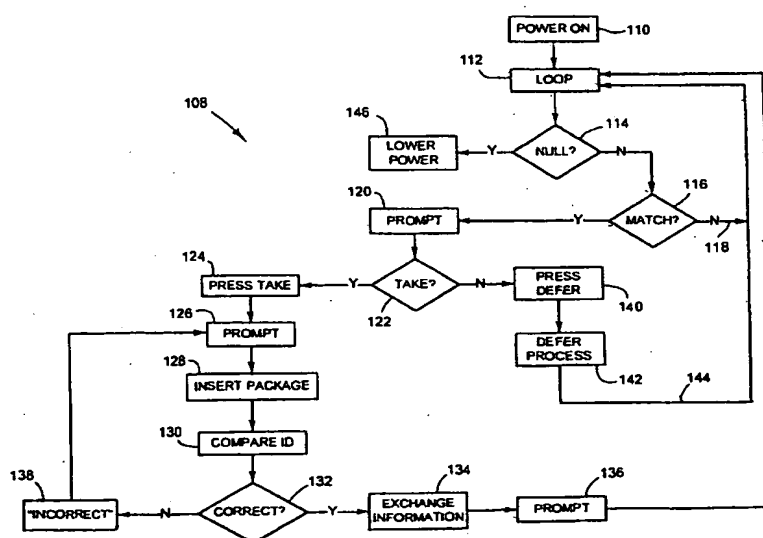 POWER ON
110
112
LOOP
108
146
114
LOWER
POWER
Y
NULL?
N
116
120
PROMPT
Y
MATCH?
N
118
124
PRESS TAKE
Y
TAKE?
N
PRESS
DEFER
122
140
126
PROMPT
DEFER
PROCESS
142
144
128
INSERT PACKAGE
130
COMPARE ID
138
132
134
136
"INCORRECT"
N
CORRECT?
Y
EXCHANGE
INFORMATION
PROMPT